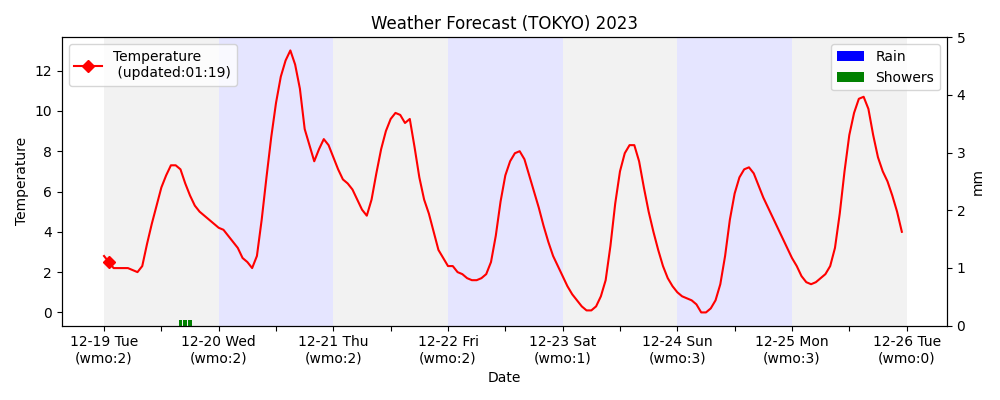 Weather Forecast (TOKYO) 2023
Temperature
(updated:01:19)
Rain
Showers
Temperature
12
10
8
6
4
2
0
5
4
3
2
1
0
mm
12-19 Tue
(wmo:2)
12-20 Wed
(wmo:2)
12-21 Thu
(wmo:2)
12-22 Fri
(wmo:2)
12-23 Sat
(wmo:1)
12-24 Sun
(wmo:3)
12-25 Mon
(wmo:3)
12-26 Tue
(wmo:0)
Date